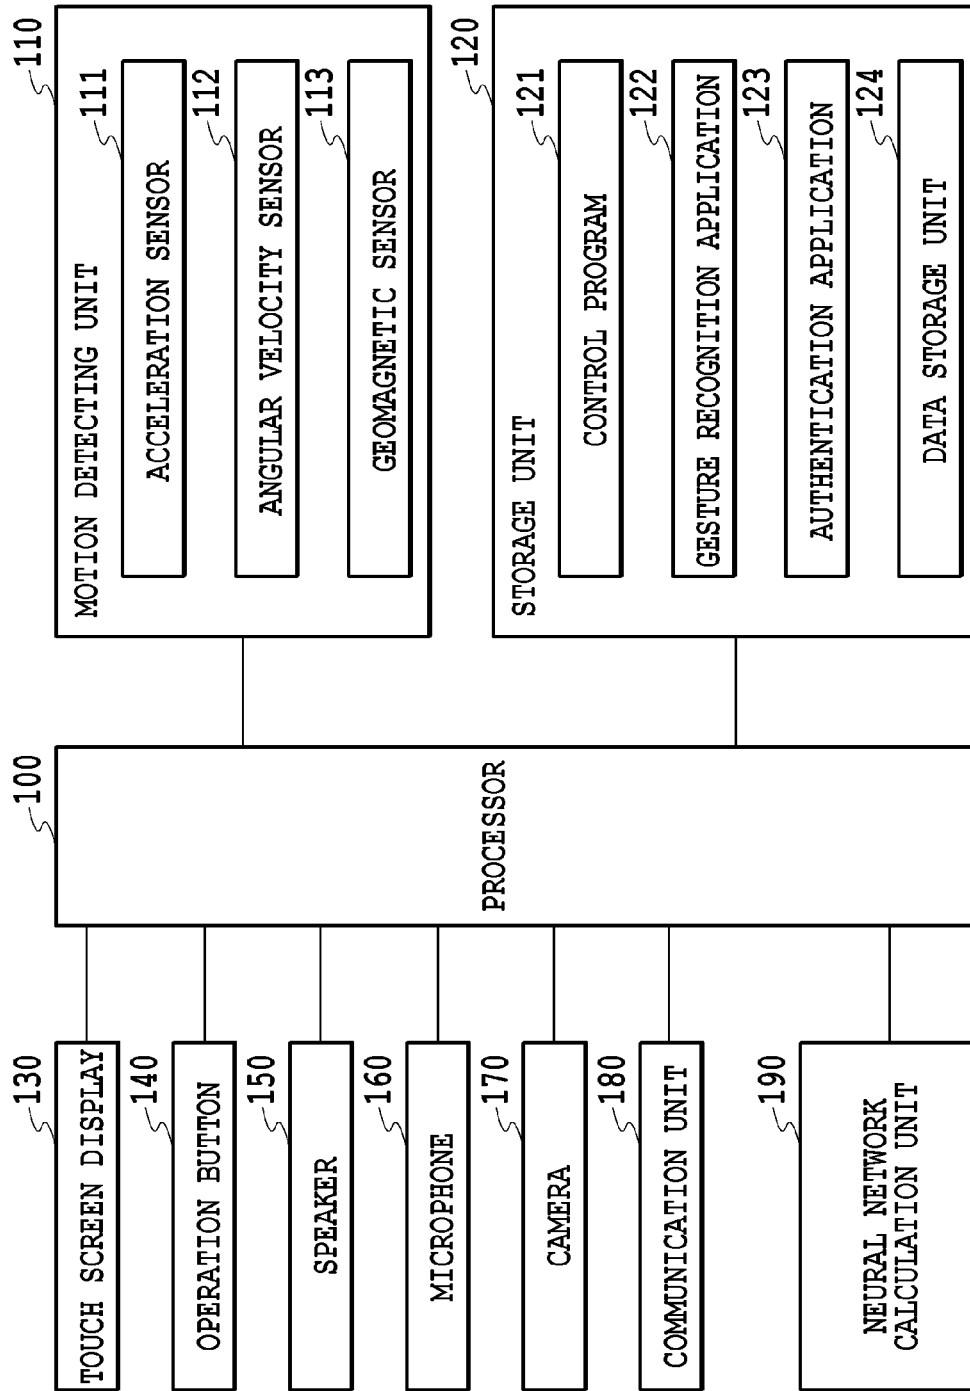 130
TOUCH SCREEN DISPLAY
140
OPERATION BUTTON
150
SPEAKER
160
MICROPHONE
170
CAMERA
180
COMMUNICATION UNIT
190
NEURAL NETWORK
CALCULATION UNIT
100
PROCESSOR
110
MOTION DETECTING UNIT
111
ACCELERATION SENSOR
112
ANGULAR VELOCITY SENSOR
113
GEOMAGNETIC SENSOR
120
STORAGE UNIT
121
CONTROL PROGRAM
122
GESTURE RECOGNITION APPLICATION
123
AUTHENTICATION APPLICATION
124
DATA STORAGE UNIT